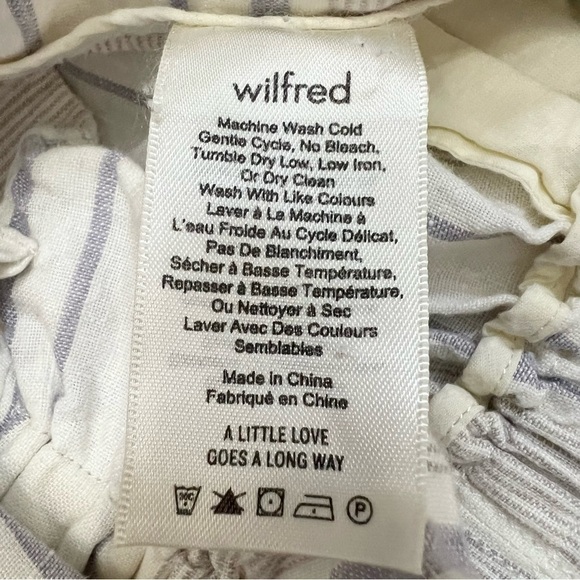 wilfred
Machine Wash Cold
Gentle Cycle, No Bleach,
Tumble Dry Low, Low Iron,
Or Dry Clean
Wash With Like Colours
Laver à La Machine à
L'eau Froide Au Cycle Délicat,
Pas De Blanchiment,
Sécher à Basse Température,
Repasser à Basse Température,
Ou Nettoyer à Sec
Laver Avec Des Couleurs
Semblables
Made in China
Fabriqué en Chine
A LITTLE LOVE
GOES A LONG WAY
30C P